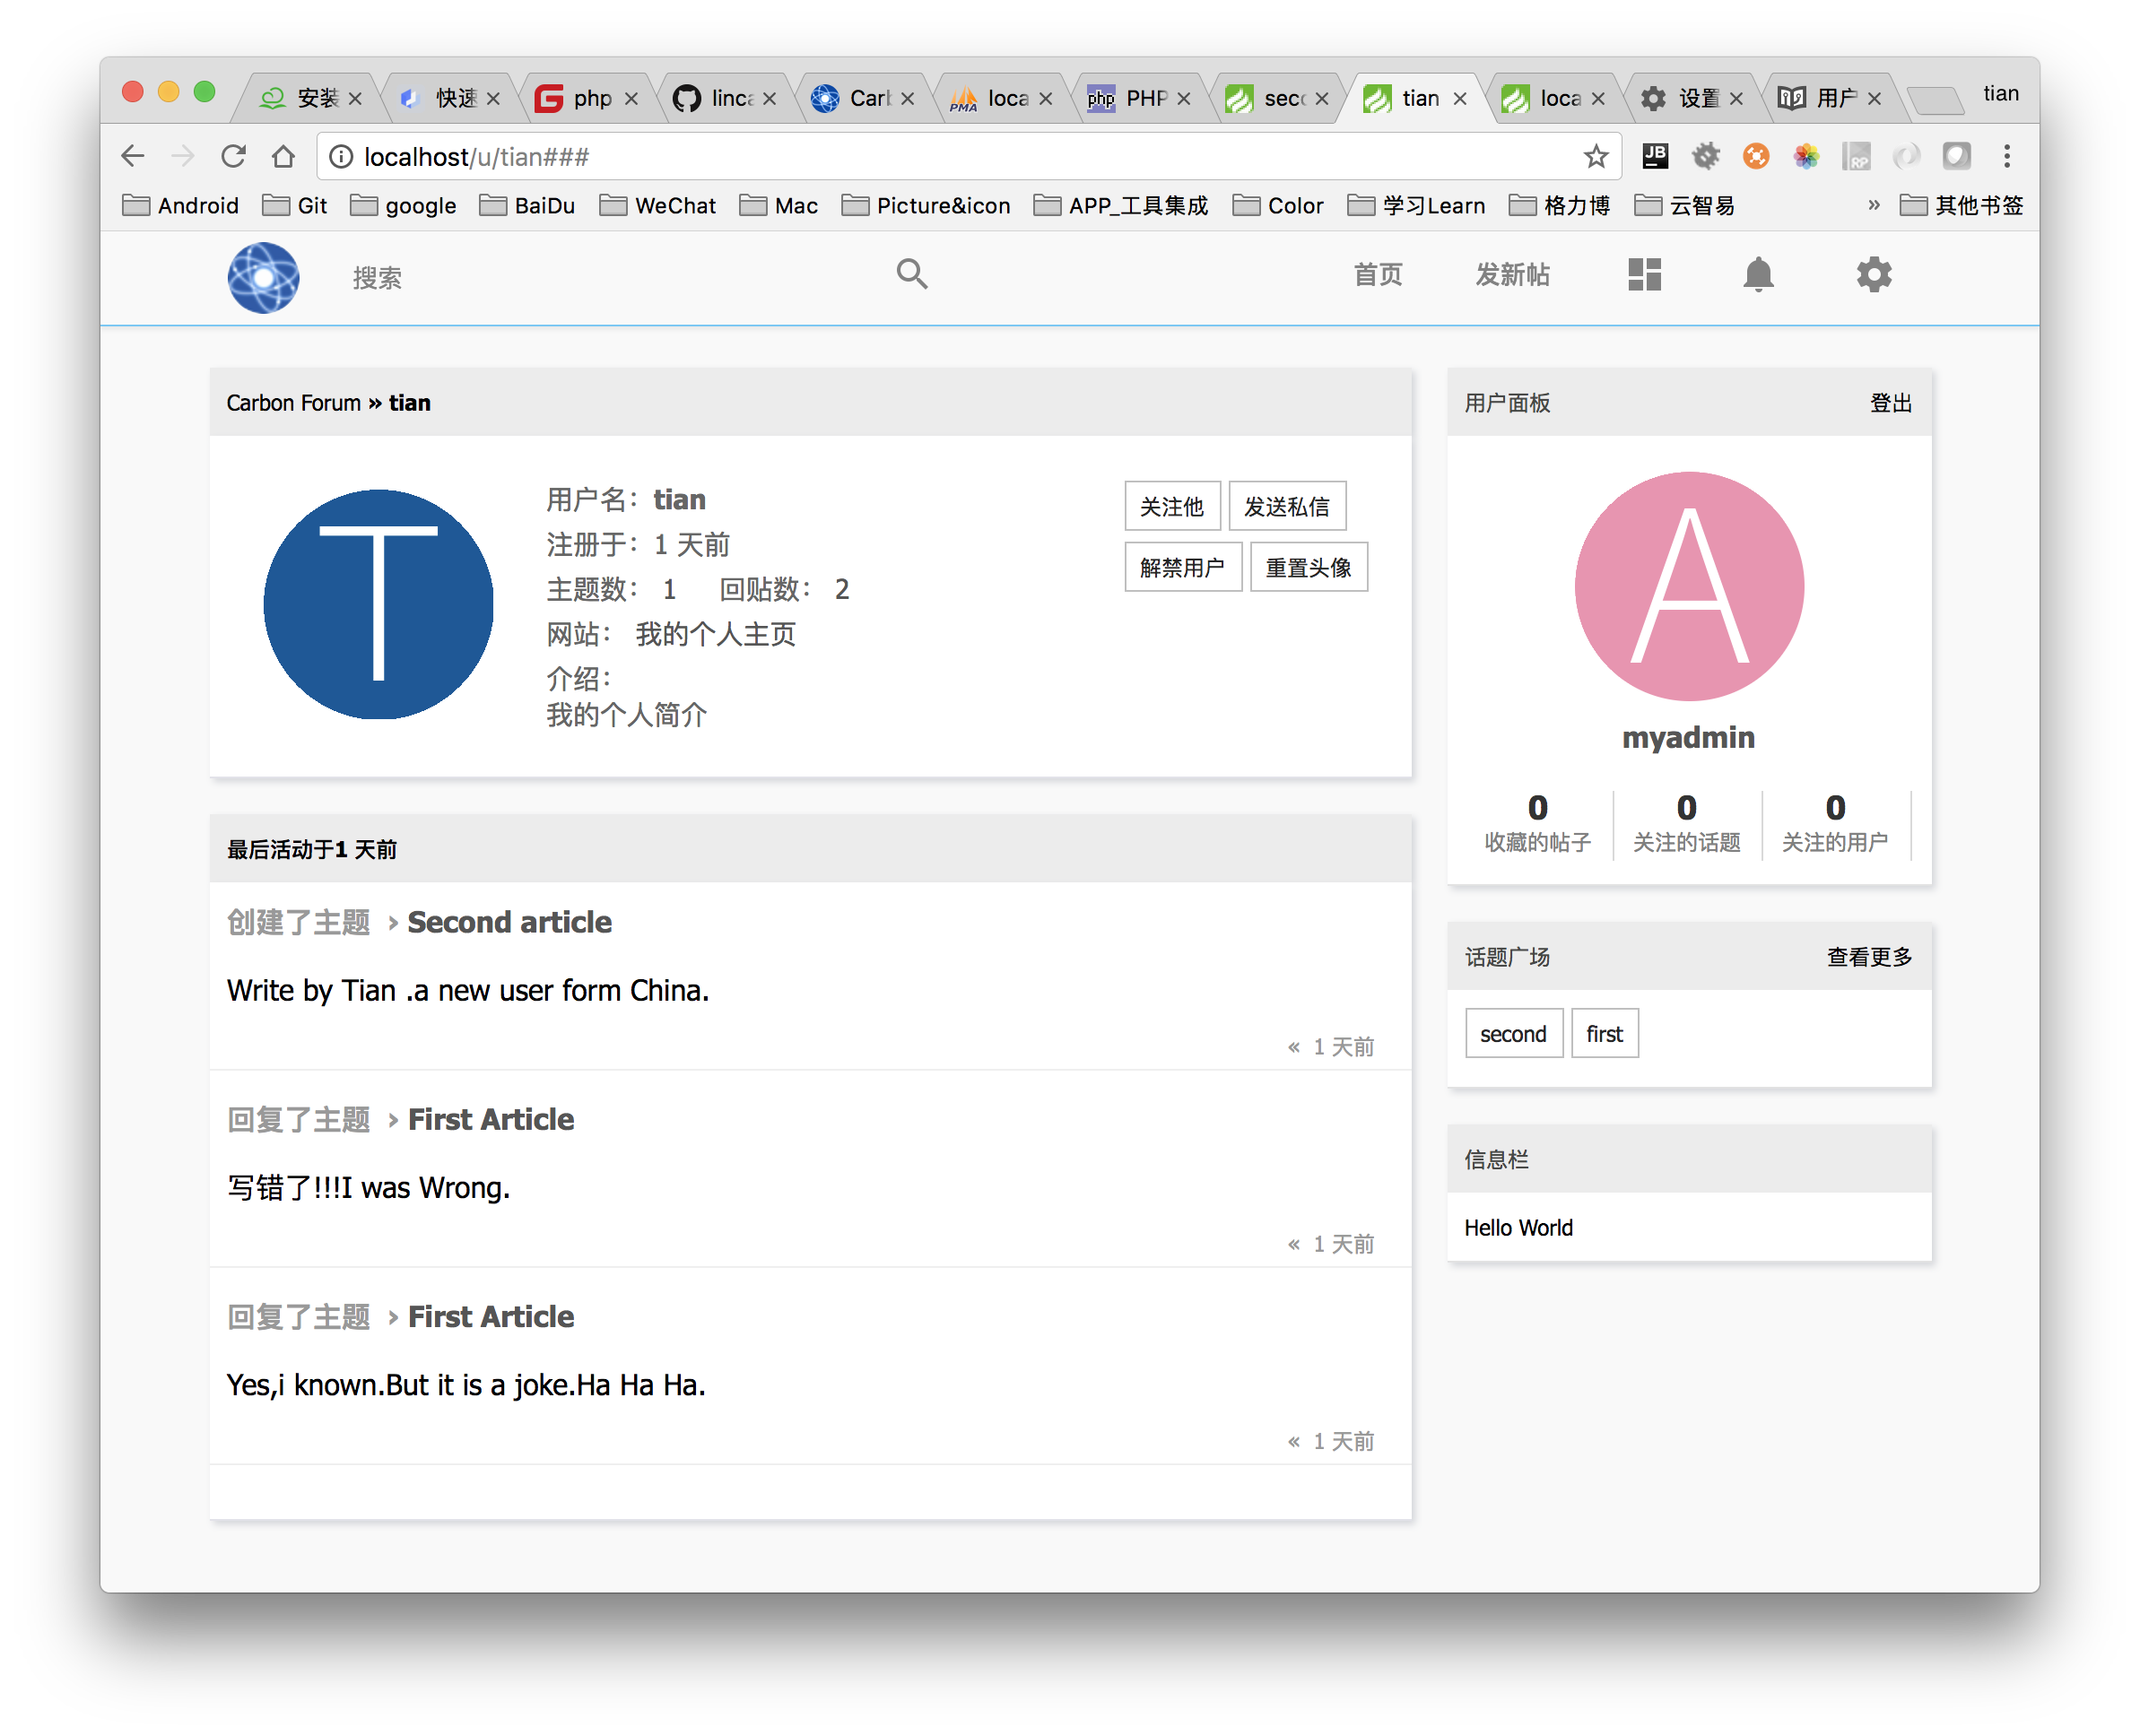 安装 快速 php linca Carb loca PHP seco tian loca 设置 用户 tian
localhost/u/tian###
Android Git google BaiDu WeChat Mac Picture&icon APP_工具集成 Color 学习Learn 格力博 云智易 » 其他书签
搜索 首页 发新帖
Carbon Forum » tian
T
用户名：tian
注册于：1 天前
主题数： 1 回贴数： 2
网站： 我的个人主页
介绍：
我的个人简介
关注他 发送私信
解禁用户 重置头像
最后活动于1 天前
创建了主题 › Second article
Write by Tian .a new user form China.
« 1 天前
回复了主题 › First Article
写错了!!!I was Wrong.
« 1 天前
回复了主题 › First Article
Yes,i known.But it is a joke.Ha Ha Ha.
« 1 天前
用户面板 登出
A
myadmin
0 0 0
收藏的帖子 关注的话题 关注的用户
话题广场 查看更多
second first
信息栏
Hello World